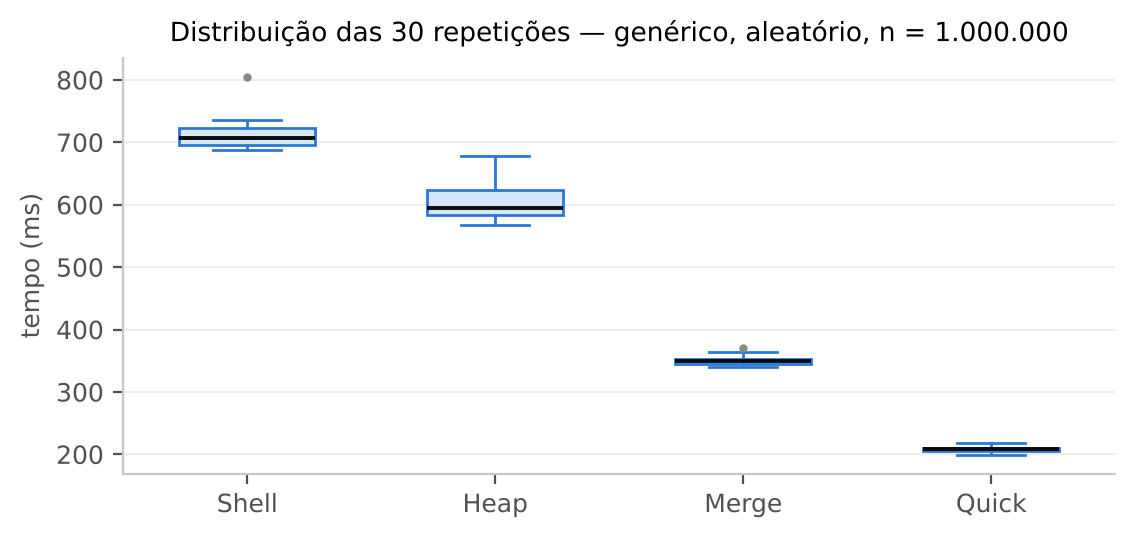 Distribuição das 30 repetições — genérico, aleatório, n = 1.000.000
tempo (ms)
800
700
600
500
400
300
200
Shell
Heap
Merge
Quick